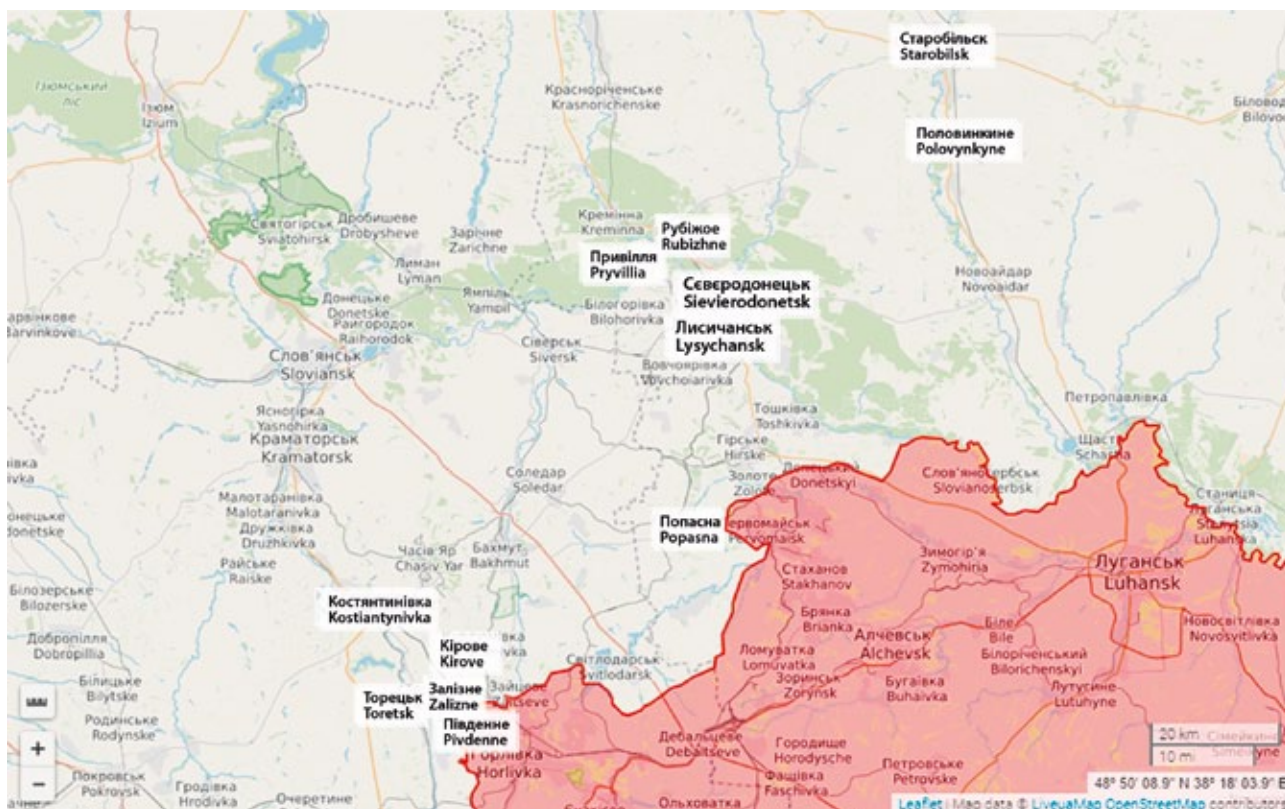 Старобільск
Starobilsk
Ізюмський
ліс
Ізюм
Izium
Красноріченське
Krasnorichenske
Половинкине
Polovynkyne
Святогірськ
Sviatohirsk
Дробишеве
Drobysheve
Зарічне
Zarichne
Кремінна
Kreminna
Рубіжоє
Rubizhne
Привілля
Pryvillia
Лиман
Lyman
Ямпіль
Yampil
Сєвєродонецьк
Sievierodonetsk
Новоайдар
Novoaidar
Донецьке
Donetske
Райгородок
Raihorodok
Білогорівка
Bilohorivka
Лисичанськ
Lysychansk
Слов'янськ
Sloviansk
Сіверськ
Siversk
Вовчоярівка
Vovchoiarivka
Ясногірка
Yasnohirka
Краматорськ
Kramatorsk
Тошківка
Toshkivka
Петропавлівка
Гірське
Hirske
Золоте
Zolote
Донецький
Donetskyi
Слов'яносербськ
Slovianoserbsk
Соледар
Soledar
Малотаранівка
Malotaranivka
Дружківка
Druzhkivka
Станиця
Луганська
Stanytsia
Luhanska
Попасна
Popasna
Часів Яр
Chasiv Yar
Бахмут
Bakhmut
Райське
Raiske
Стаханов
Stakhanov
Зимогір'я
Zymohiria
Луганськ
Luhansk
Білозерське
Bilozerske
Костянтинівка
Kostiantynivka
Брянка
Brianka
Алчевськ
Alchevsk
Біле
Bile
Новосвітлівка
Novosvitlivka
Добропілля
Dobropillia
Кірове
Kirove
Світлодарськ
Svitlodarsk
Ломуватка
Lomuvatka
Білоріченський
Bilorichenskyi
Зоринськ
Zorynsk
Бугаївка
Buhaivka
Лутугине
Lutuhyne
Білицьке
Bilytske
Торецьк
Toretsk
Залізне
Zalizne
Південне
Pivdenne
Родинське
Rodynske
Горлівка
Horlivka
Дебальцеве
Debaltseve
Городище
Horodysche
Петровське
Petrovske
Фащівка
Faschivka
Покровськ
Pokrovsk
Гродівка
Hrodivka
Очеретине
Ольховатка
20 km
10 mi
+
−
48° 50' 08.9" N 38° 18' 03.9" E
Leaflet | Map data © LiveuaMap OpenStreetMap contributors